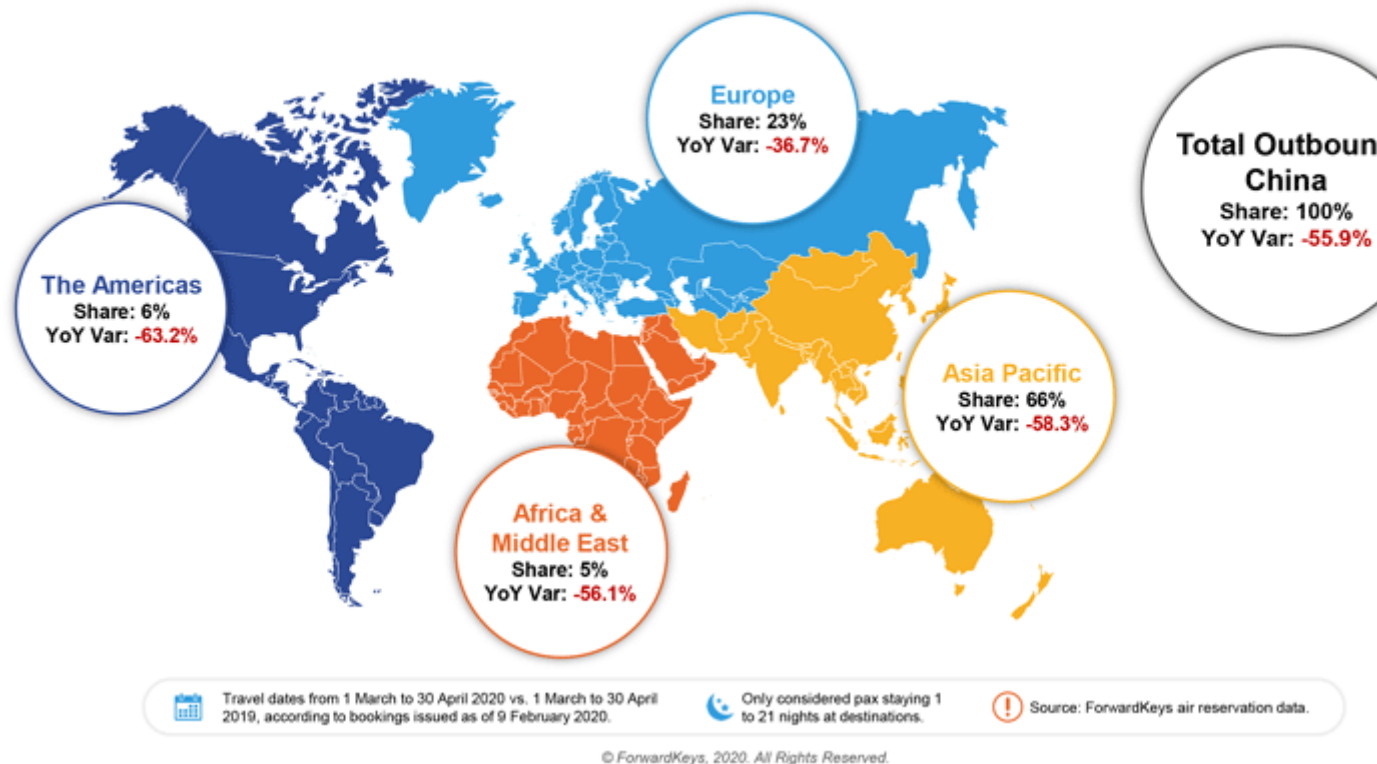 Europe
Share: 23%
YoY Var: -36.7%
Total Outboun
China
Share: 100%
YoY Var: -55.9%
The Americas
Share: 6%
YoY Var: -63.2%
Asia Pacific
Share: 66%
YoY Var: -58.3%
Africa &
Middle East
Share: 5%
YoY Var: -56.1%
Travel dates from 1 March to 30 April 2020 vs. 1 March to 30 April
2019, according to bookings issued as of 9 February 2020.
Only considered pax staying 1
to 21 nights at destinations.
Source: ForwardKeys air reservation data.
© ForwardKeys, 2020. All Rights Reserved.